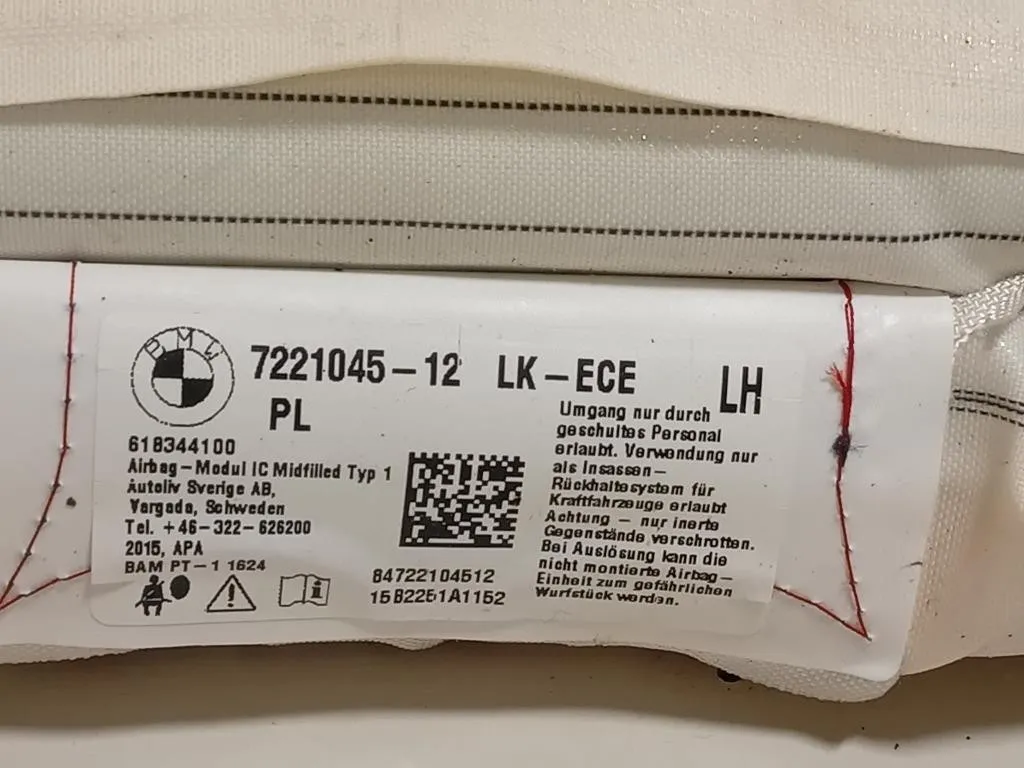 BMW
7221045-12 LK-ECE LH
PL
618344100
Airbag-Modul IC Midfilled Typ 1
Autoliv Sverige AB,
Vargada, Schweden
Tel. +46-322-626200
2015, APA
BAM PT-1 1624
84722104512
15B2251A1152
Umgang nur durch
geschultes Personal
erlaubt. Verwendung nur
als Insassen-
Rückhaltesystem für
Kraftfahrzeuge erlaubt
Achtung - nur inerte
Gegenstände verschrotten.
Bei Auslösung kann die
nicht montierte Airbag-
Einheit zum gefährlichen
Wurfstück werden.